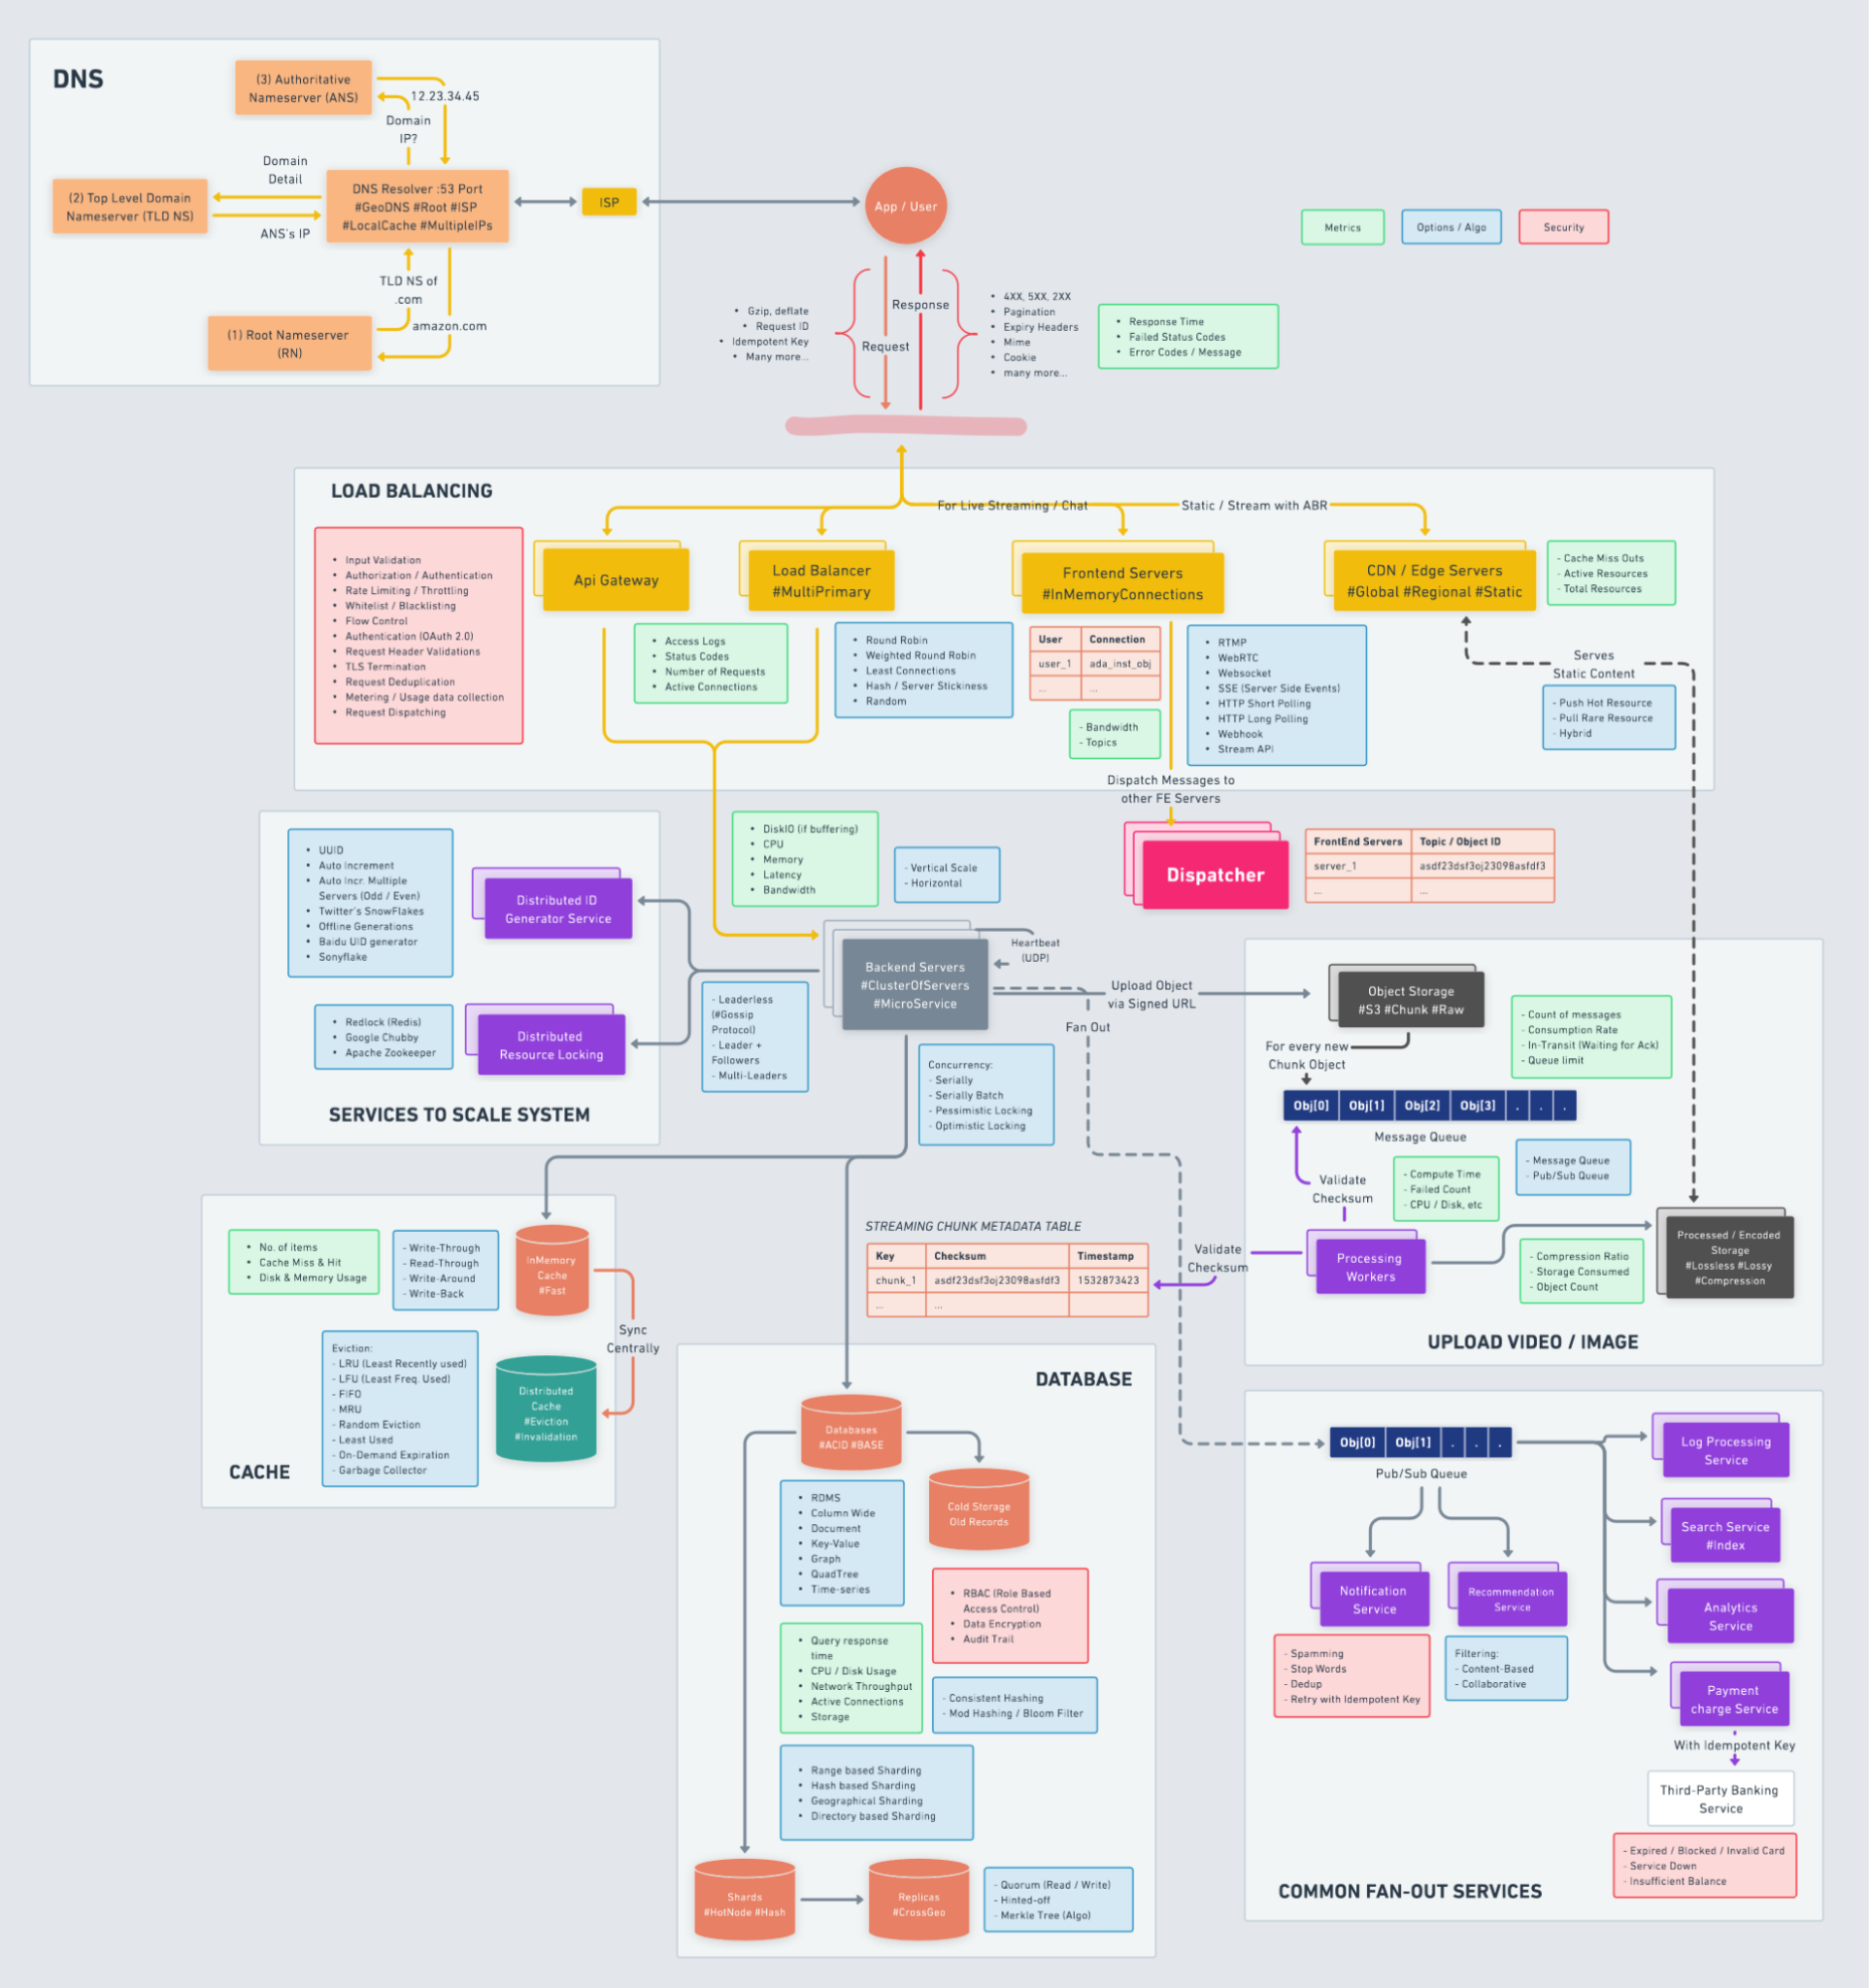 DNS
(3) Authoritative
Nameserver (ANS)
12.23.34.45
Domain
IP?
Domain
Detail
(2) Top Level Domain
Nameserver (TLD NS)
ANS's IP
DNS Resolver :53 Port
#GeoDNS #Root #ISP
#LocalCache #MultipleIPs
ISP
TLD NS of
.com
amazon.com
(1) Root Nameserver
(RN)
App / User
Metrics
Options / Algo
Security
• Gzip, deflate
• Request ID
• Idempotent Key
• Many more...
Request
Response
• 4XX, 5XX, 2XX
• Pagination
• Expiry Headers
• Mime
• Cookie
• many more...
• Response Time
• Failed Status Codes
• Error Codes / Message
LOAD BALANCING
For Live Streaming / Chat
Static / Stream with ABR
• Input Validation
• Authorization / Authentication
• Rate Limiting / Throttling
• Whitelist / Blacklisting
• Flow Control
• Authentication (OAuth 2.0)
• Request Header Validations
• TLS Termination
• Request Deduplication
• Metering / Usage data collection
• Request Dispatching
Api Gateway
• Access Logs
• Status Codes
• Number of Requests
• Active Connections
Load Balancer
#MultiPrimary
• Round Robin
• Weighted Round Robin
• Least Connections
• Hash / Server Stickiness
• Random
Frontend Servers
#InMemoryConnections
User Connection
user_1 ada_inst_obj
... ...
- Bandwidth
- Topics
• RTMP
• WebRTC
• Websocket
• SSE (Server Side Events)
• HTTP Short Polling
• HTTP Long Polling
• Webhook
• Stream API
CDN / Edge Servers
#Global #Regional #Static
- Cache Miss Outs
- Active Resources
- Total Resources
Serves
Static Content
- Push Hot Resource
- Pull Rare Resource
- Hybrid
Dispatch Messages to
other FE Servers
Dispatcher
FrontEnd Servers Topic / Object ID
server_1 asdf23dsf3oj23098asfdf3
... ...
• UUID
• Auto Increment
• Auto Incr. Multiple
Servers (Odd / Even)
• Twitter's SnowFlakes
• Offline Generations
• Baidu UID generator
• Sonyflake
Distributed ID
Generator Service
• Redlock (Redis)
• Google Chubby
• Apache Zookeeper
Distributed
Resource Locking
SERVICES TO SCALE SYSTEM
• DiskIO (if buffering)
• CPU
• Memory
• Latency
• Bandwidth
- Vertical Scale
- Horizontal
Backend Servers
#ClusterOfServers
#MicroService
Heartbeat
(UDP)
- Leaderless
(#Gossip
Protocol)
- Leader +
Followers
- Multi-Leaders
Concurrency:
- Serially
- Serially Batch
- Pessimistic Locking
- Optimistic Locking
Upload Object
via Signed URL
Fan Out
Object Storage
#S3 #Chunk #Raw
- Count of messages
- Consumption Rate
- In-Transit (Waiting for Ack)
- Queue limit
For every new
Chunk Object
Obj[0] Obj[1] Obj[2] Obj[3] . . .
Message Queue
- Message Queue
- Pub/Sub Queue
Validate
Checksum
- Compute Time
- Failed Count
- CPU / Disk, etc
Processing
Workers
- Compression Ratio
- Storage Consumed
- Object Count
Processed / Encoded
Storage
#Lossless #Lossy
#Compression
UPLOAD VIDEO / IMAGE
Validate
Checksum
STREAMING CHUNK METADATA TABLE
Key Checksum Timestamp
chunk_1 asdf23dsf3oj23098asfdf3 1532873423
... ...
• No. of items
• Cache Miss & Hit
• Disk & Memory Usage
- Write-Through
- Read-Through
- Write-Around
- Write-Back
InMemory
Cache
#Fast
Sync
Centrally
Eviction:
- LRU (Least Recently used)
- LFU (Least Freq. Used)
- FIFO
- MRU
- Random Eviction
- Least Used
- On-Demand Expiration
- Garbage Collector
Distributed
Cache
#Eviction
#Invalidation
CACHE
DATABASE
Databases
#ACID #BASE
Cold Storage
Old Records
• RDMS
• Column Wide
• Document
• Key-Value
• Graph
• QuadTree
• Time-series
• RBAC (Role Based
Access Control)
• Data Encryption
• Audit Trail
• Query response
time
• CPU / Disk Usage
• Network Throughput
• Active Connections
• Storage
- Consistent Hashing
- Mod Hashing / Bloom Filter
• Range based Sharding
• Hash based Sharding
• Geographical Sharding
• Directory based Sharding
Shards
#HotNode #Hash
Replicas
#CrossGeo
- Quorum (Read / Write)
- Hinted-off
- Merkle Tree (Algo)
Obj[0] Obj[1] . . .
Pub/Sub Queue
Log Processing
Service
Search Service
#Index
Analytics
Service
Payment
charge Service
Notification
Service
Recommendation
Service
- Spamming
- Stop Words
- Dedup
- Retry with Idempotent Key
Filtering:
- Content-Based
- Collaborative
With Idempotent Key
Third-Party Banking
Service
- Expired / Blocked / Invalid Card
- Service Down
- Insufficient Balance
COMMON FAN-OUT SERVICES